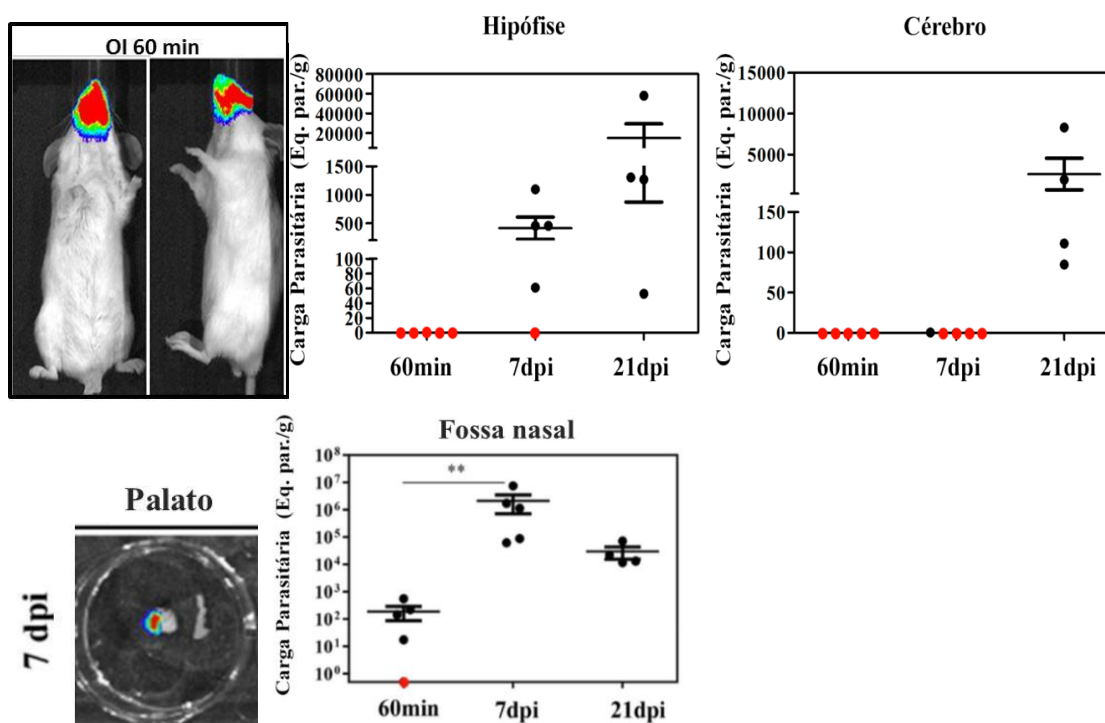 OI 60 min
Hipófise
Carga Parasitária (Eq. par./g)
80000
60000
40000
20000
1500
1000
500
100
80
60
40
20
0
60min
7dpi
21dpi
Cérebro
Carga Parasitária (Eq. par./g)
15000
5000
150
100
50
0
60min
7dpi
21dpi
Palato
7 dpi
Fossa nasal
Carga Parasitária (Eq. par./g)
10⁸
10⁷
10⁶
10⁵
10⁴
10³
10²
10¹
10⁰
**
60min
7dpi
21dpi